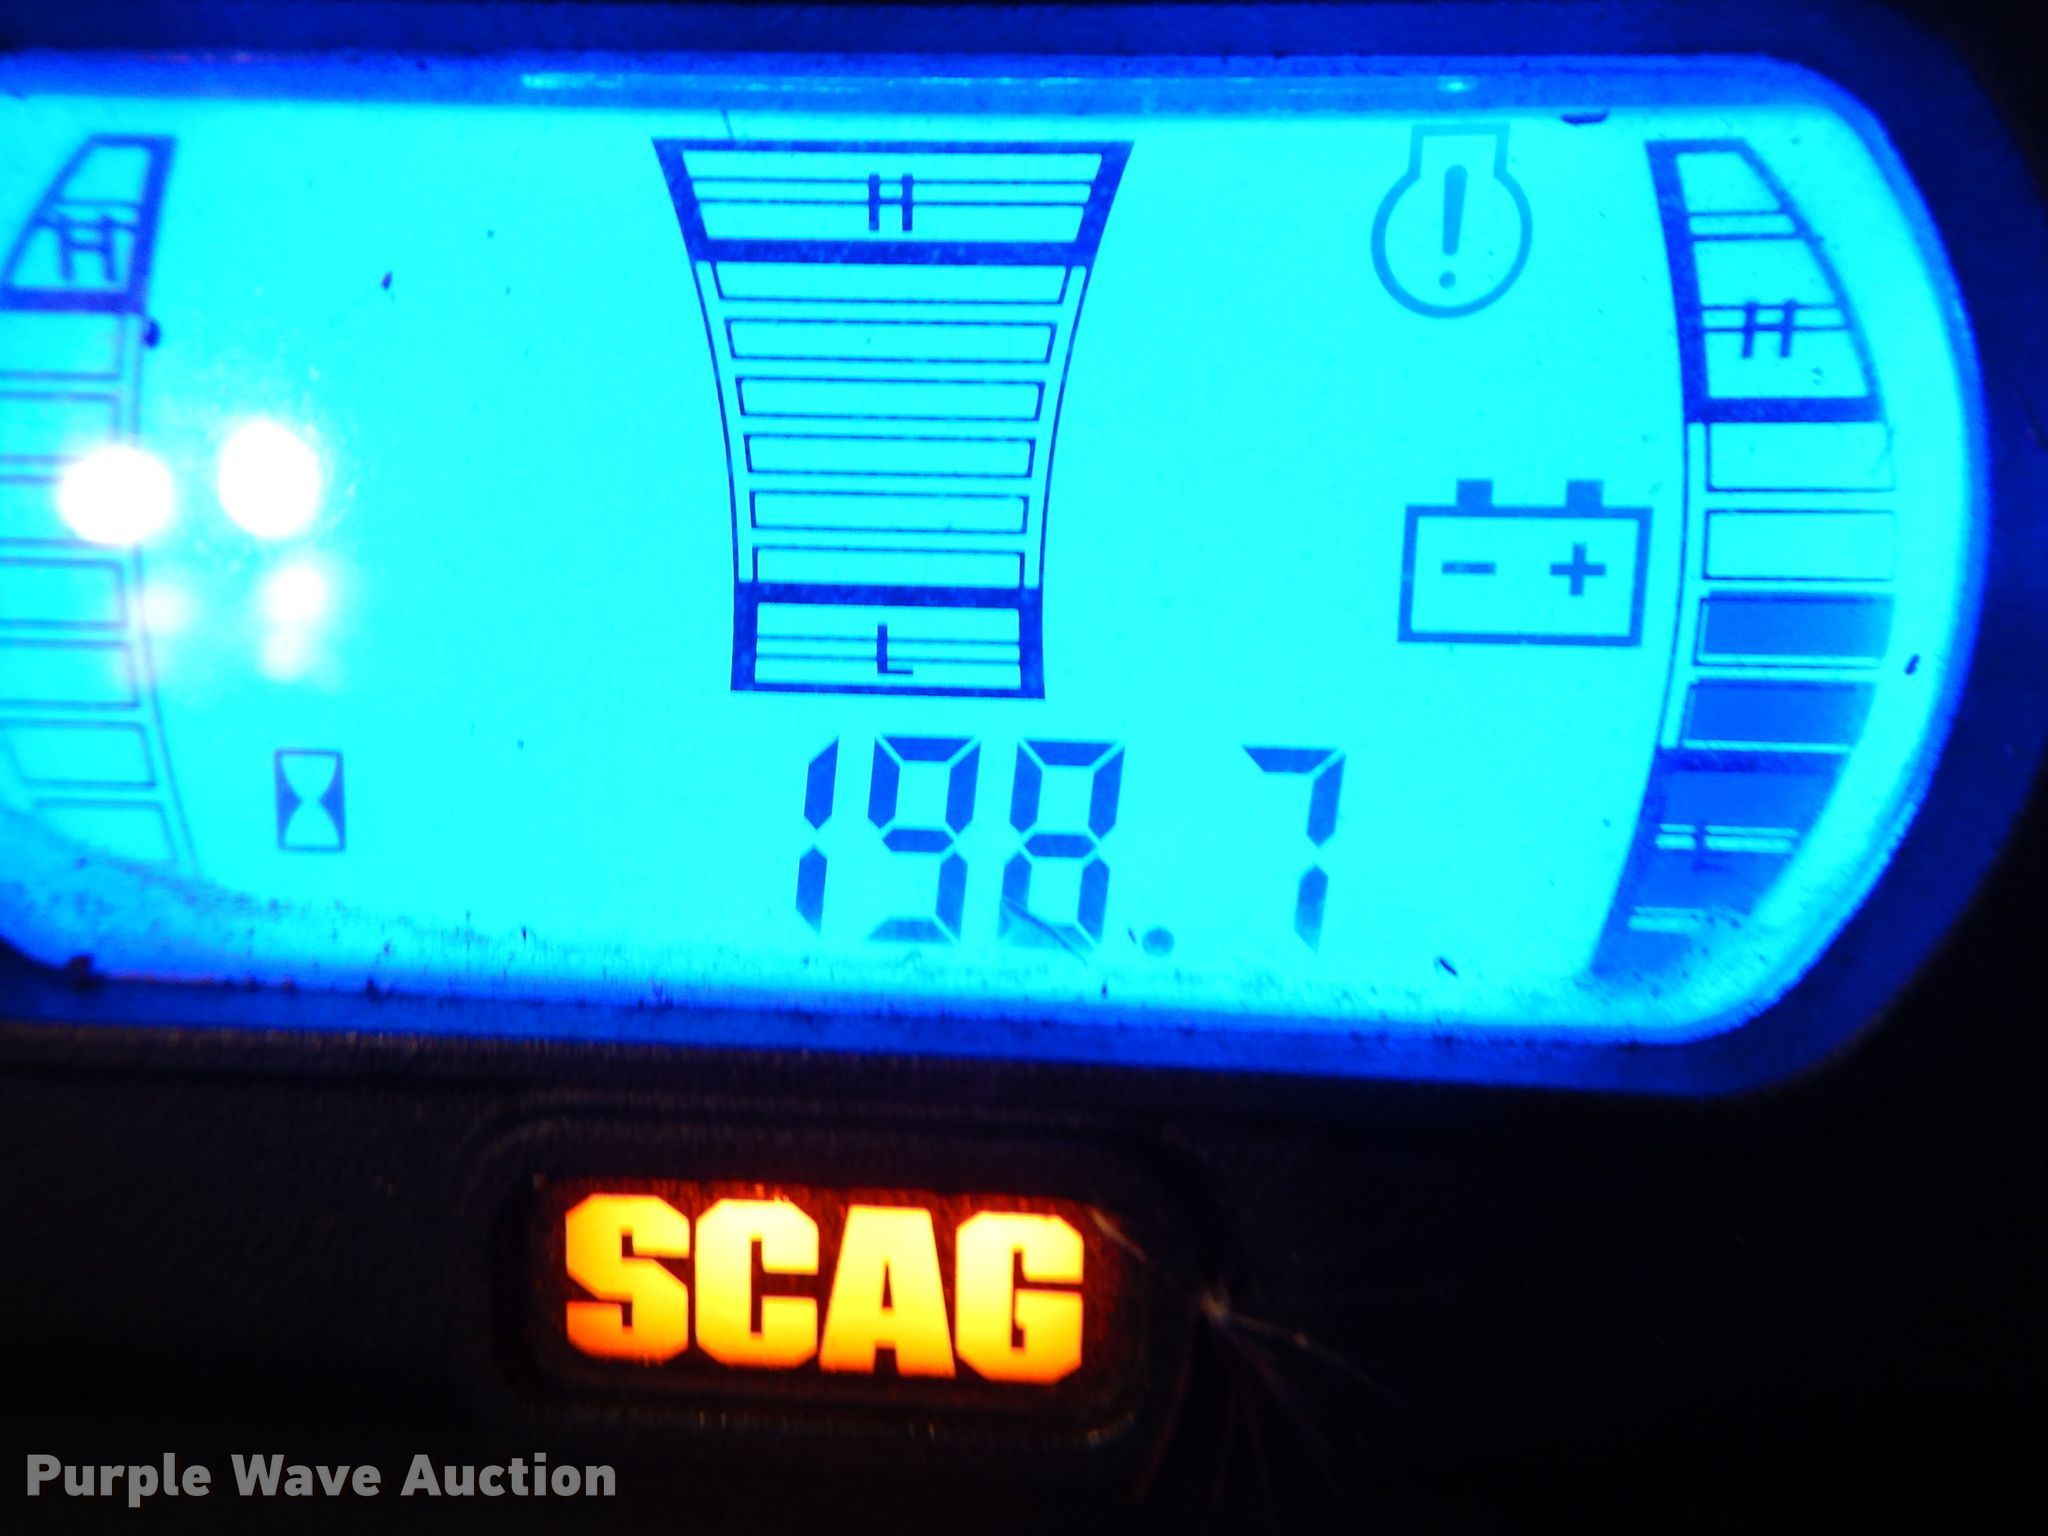 H H
H
L
198.7
SCAG
Purple Wave Auction